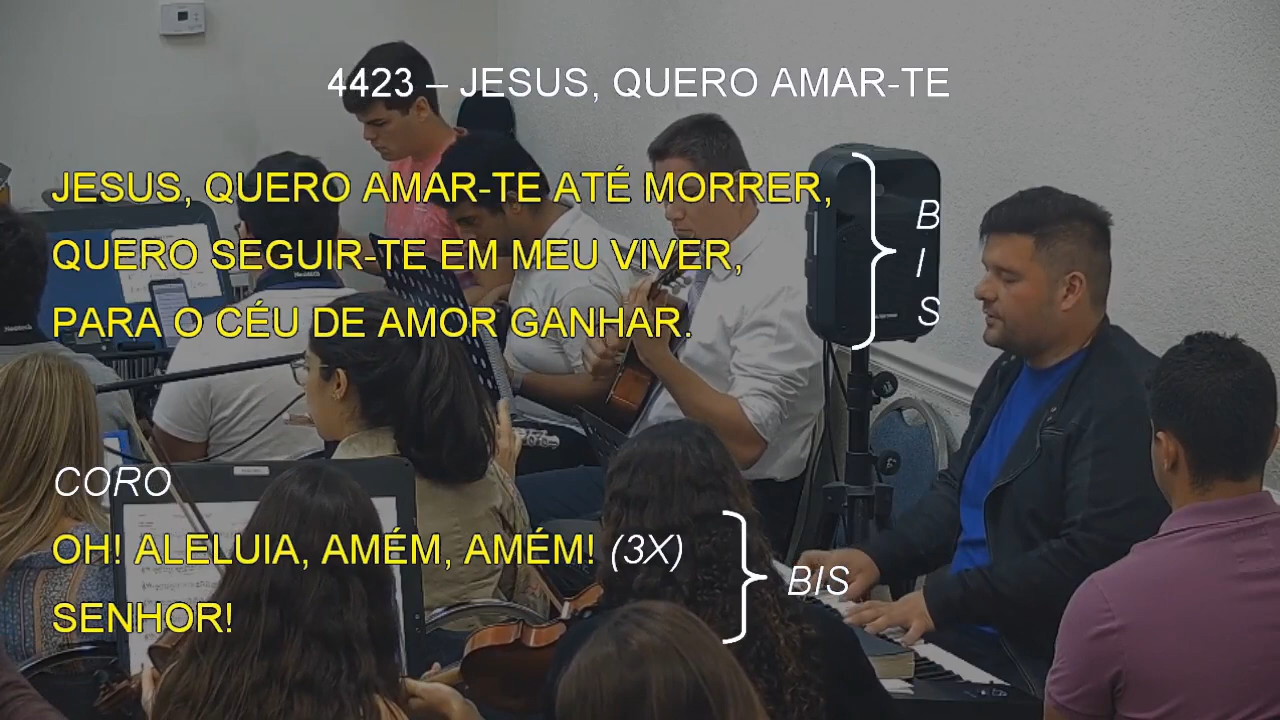 4423 – JESUS, QUERO AMAR-TE
JESUS, QUERO AMAR-TE ATÉ MORRER,
QUERO SEGUIR-TE EM MEU VIVER,
PARA O CÉU DE AMOR GANHAR.
BIS
CORO
OH! ALELUIA, AMÉM, AMÉM! (3X)
SENHOR!
BIS